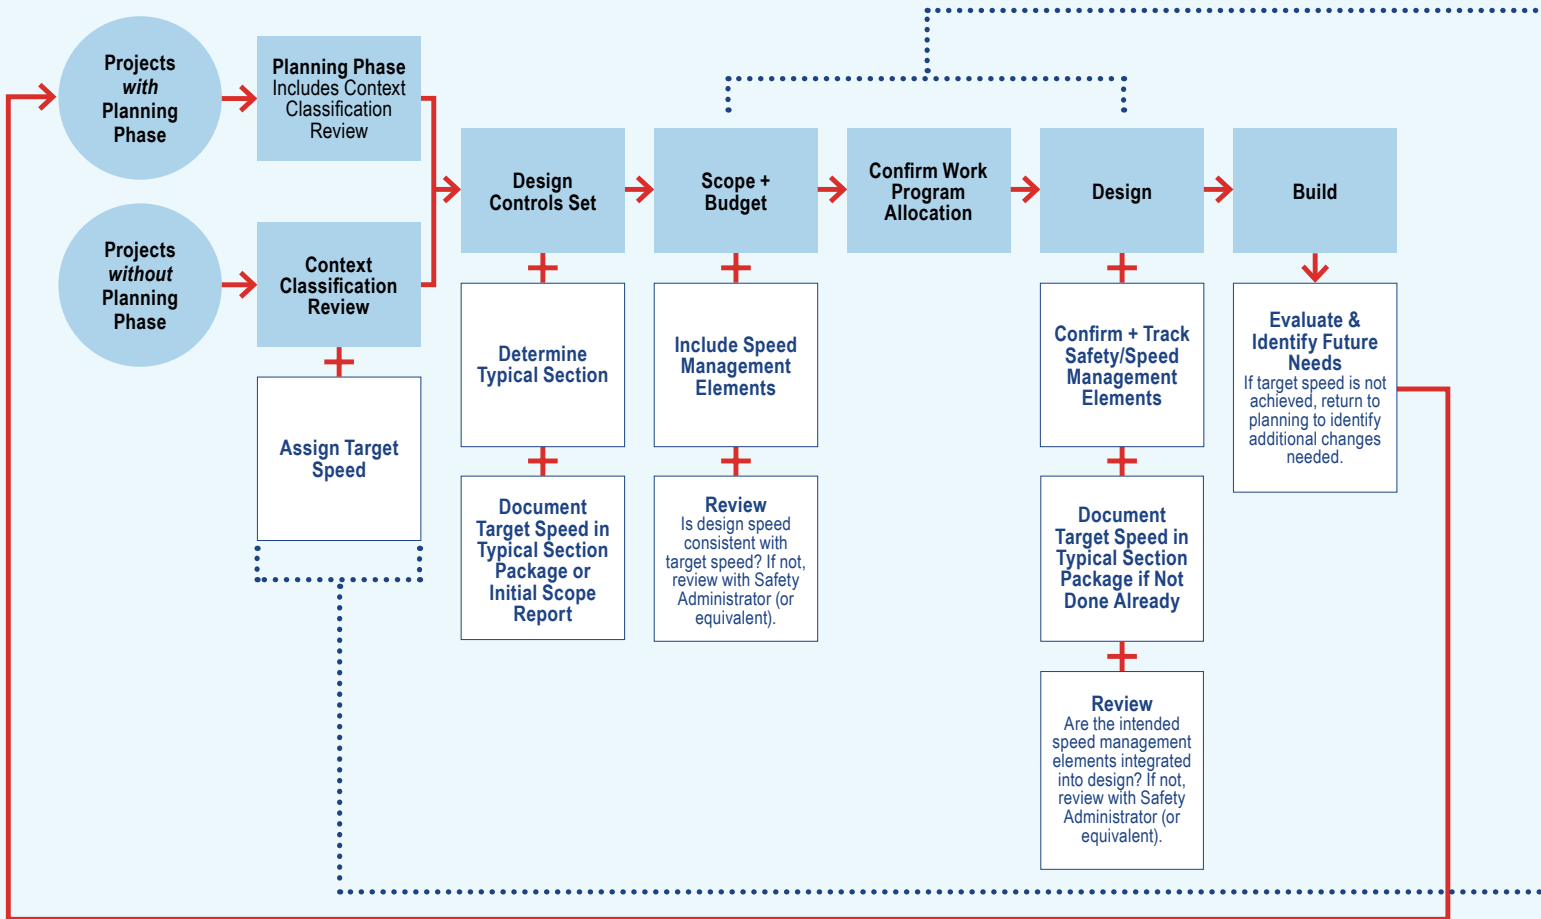 Projects
with
Planning
Phase
Planning Phase
Includes Context
Classification
Review
Projects
without
Planning
Phase
Context
Classification
Review
Assign Target
Speed
Design
Controls Set
Determine
Typical Section
Document
Target Speed in
Typical Section
Package or
Initial Scope
Report
Scope +
Budget
Include Speed
Management
Elements
Review
Is design speed
consistent with
target speed? If not,
review with Safety
Administrator (or
equivalent).
Confirm Work
Program
Allocation
Design
Confirm + Track
Safety/Speed
Management
Elements
Document
Target Speed in
Typical Section
Package if Not
Done Already
Review
Are the intended
speed management
elements integrated
into design? If not,
review with Safety
Administrator (or
equivalent).
Build
Evaluate &
Identify Future
Needs
If target speed is not
achieved, return to
planning to identify
additional changes
needed.